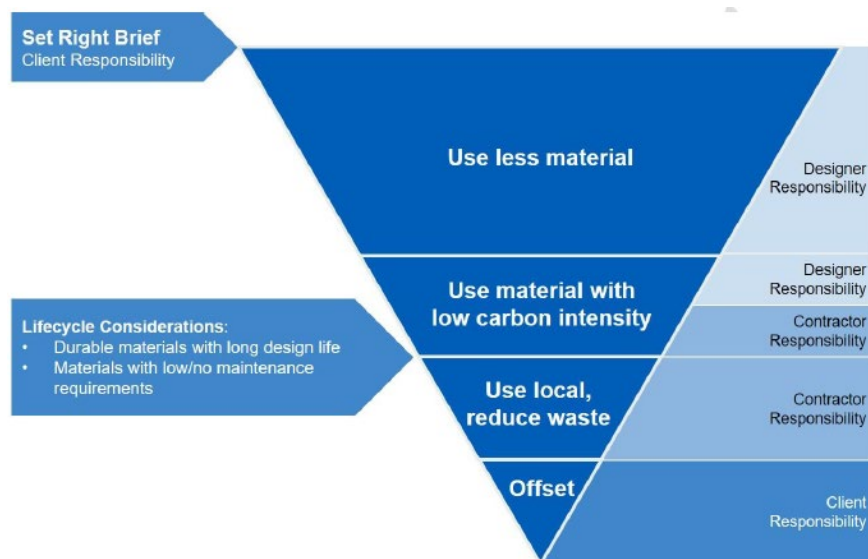 Set Right Brief
Client Responsibility
Use less material
Designer
Responsibility
Use material with
low carbon intensity
Designer
Responsibility
Contractor
Responsibility
Lifecycle Considerations:
• Durable materials with long design life
• Materials with low/no maintenance
requirements
Use local,
reduce waste
Contractor
Responsibility
Offset
Client
Responsibility